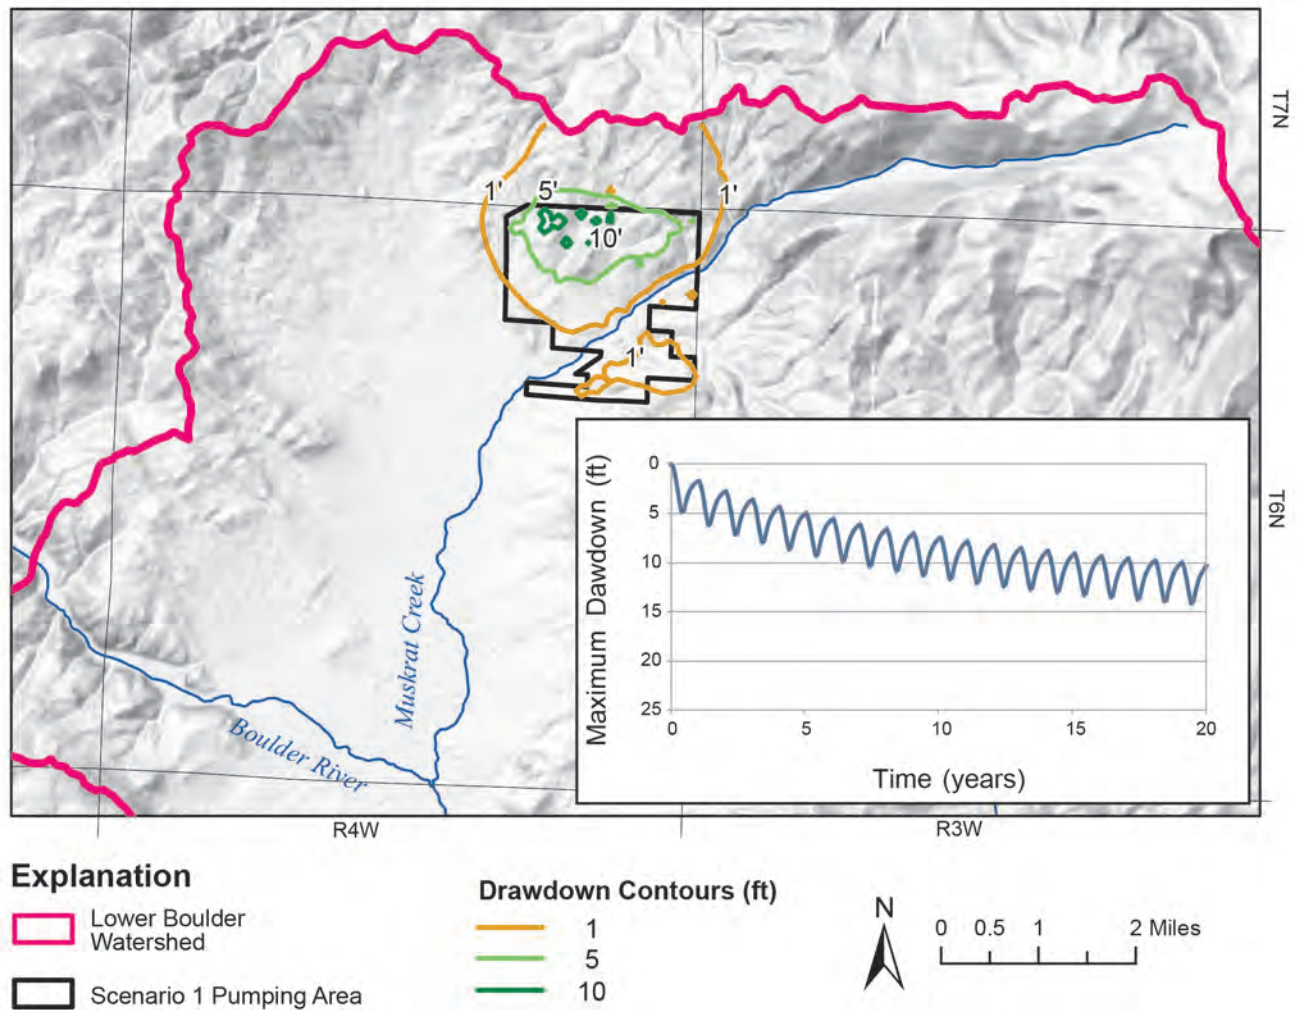 T7N
1'
5'
1'
10'
1'
T6N
Muskrat Creek
Boulder River
Maximum Dawdown (ft)
0
5
10
15
20
25
0
5
10
15
20
Time (years)
R4W
R3W
Explanation
Lower Boulder
Watershed
Scenario 1 Pumping Area
Drawdown Contours (ft)
1
5
10
N
0 0.5 1 2 Miles